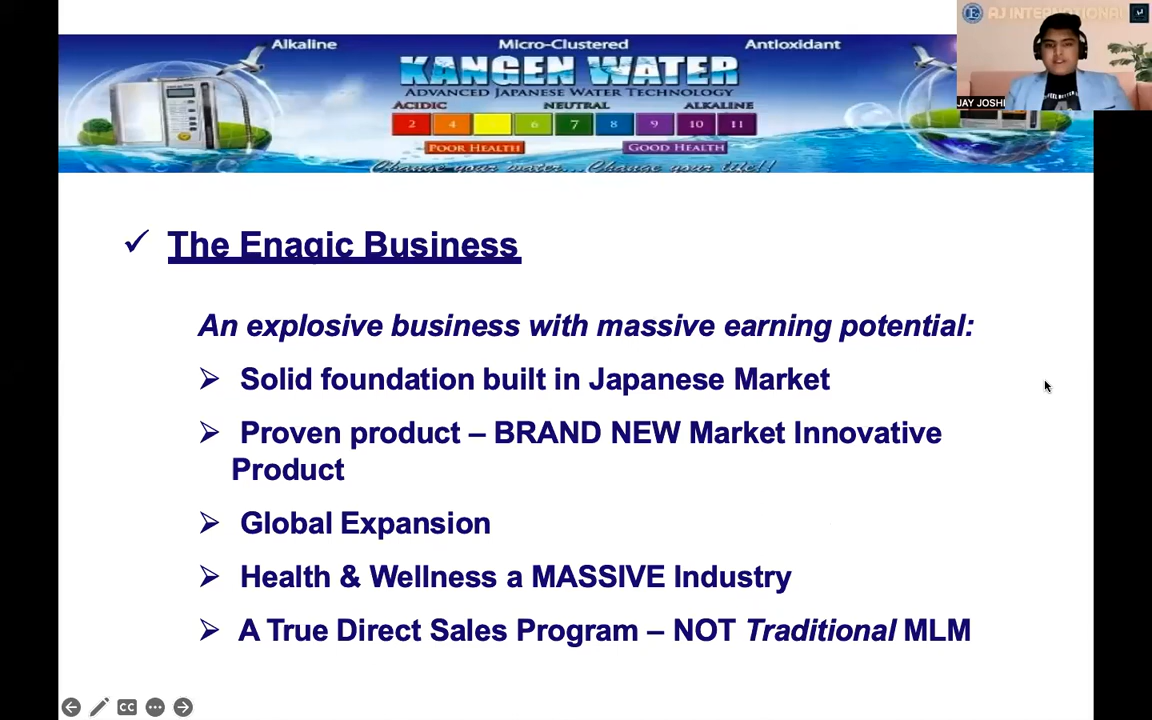 AJ INTERNATIONAL
Alkaline Micro-Clustered Antioxidant
KANGEN WATER
ADVANCED JAPANESE WATER TECHNOLOGY
ACIDIC NEUTRAL ALKALINE
2 4 6 7 8 9 10 11
POOR HEALTH GOOD HEALTH
Change your water...Change your life!!
JAY JOSHI
✓ The Enagic Business
An explosive business with massive earning potential:
➢ Solid foundation built in Japanese Market
➢ Proven product – BRAND NEW Market Innovative
Product
➢ Global Expansion
➢ Health & Wellness a MASSIVE Industry
➢ A True Direct Sales Program – NOT Traditional MLM
CC